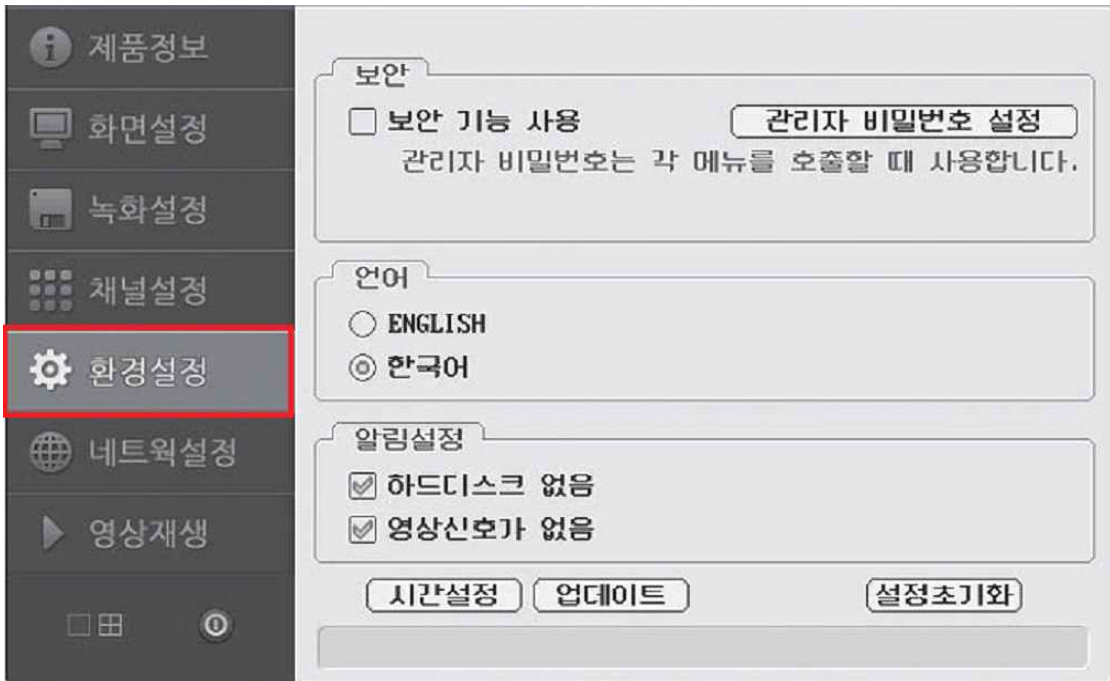 제품정보
화면설정
녹화설정
채널설정
환경설정
네트웍설정
영상재생
보안
보안 기능 사용
관리자 비밀번호 설정
관리자 비밀번호는 각 메뉴를 호출할 때 사용합니다.
언어
ENGLISH
한국어
알림설정
하드디스크 없음
영상신호가 없음
시간설정
업데이트
설정초기화